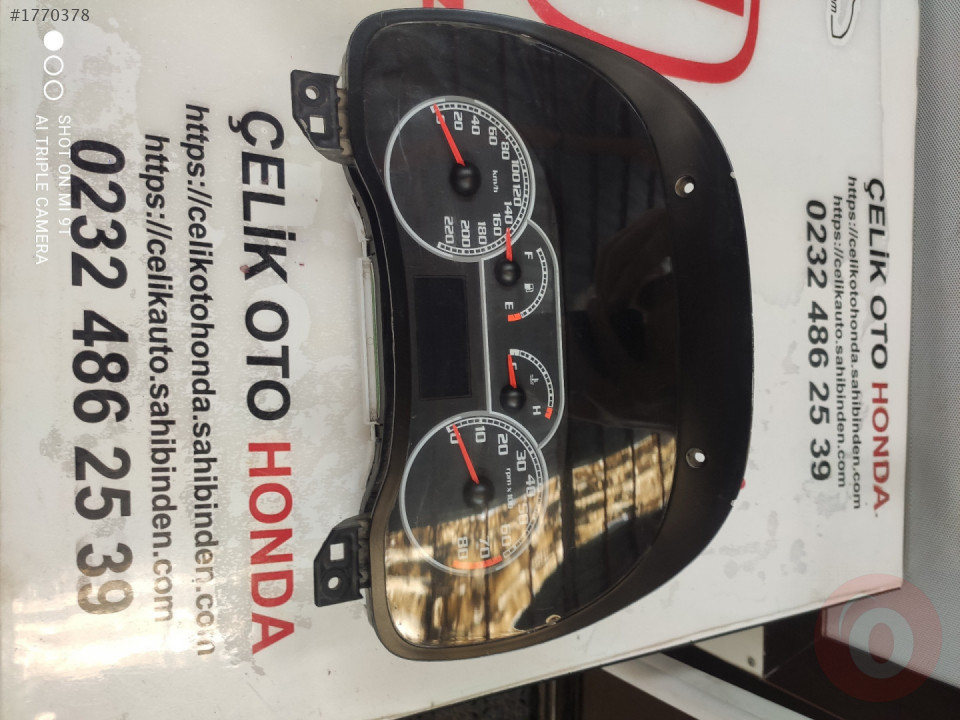 #1770378
SHOT ON MI 9T
AI TRIPLE CAMERA
ÇELİK OTO HONDA
https://celikotohonda.sahibinden.com
https://celikauto.sahibinden.com
0232 486 25 39
ÇELİK OTO HONDA.
https://celikotohonda.sahibinden.com
https://celikauto.sahibinden.com
0232 486 25 39
20
40
60
80
100
120
140
160
180
200
220
km/h
F
E
H
0
10
20
30
40
50
60
70
80
rpm x 100